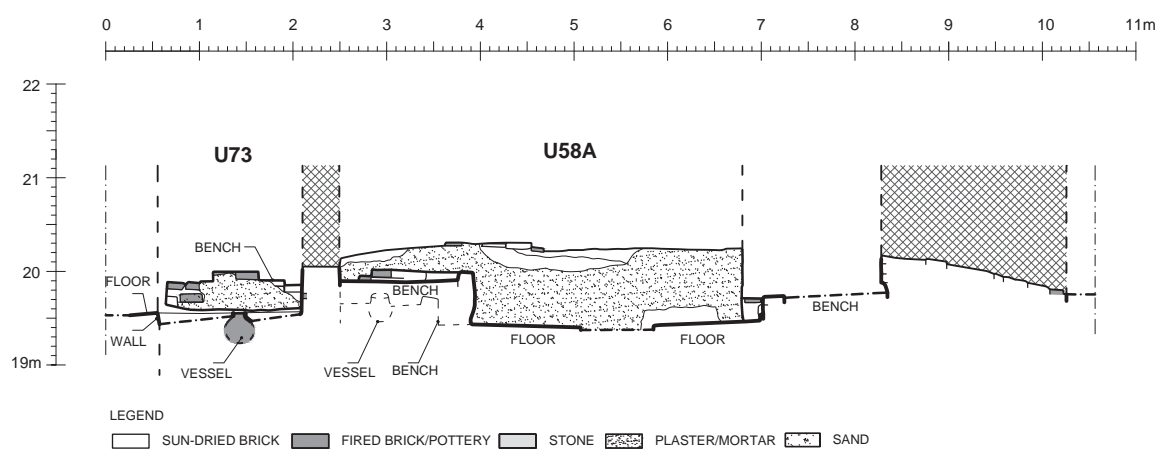 0 1 2 3 4 5 6 7 8 9 10 11m
22
U73 U58A
21
BENCH
20
FLOOR
BENCH
BENCH
WALL
FLOOR FLOOR
19m
VESSEL VESSEL BENCH
LEGEND
SUN-DRIED BRICK FIRED BRICK/POTTERY STONE PLASTER/MORTAR SAND